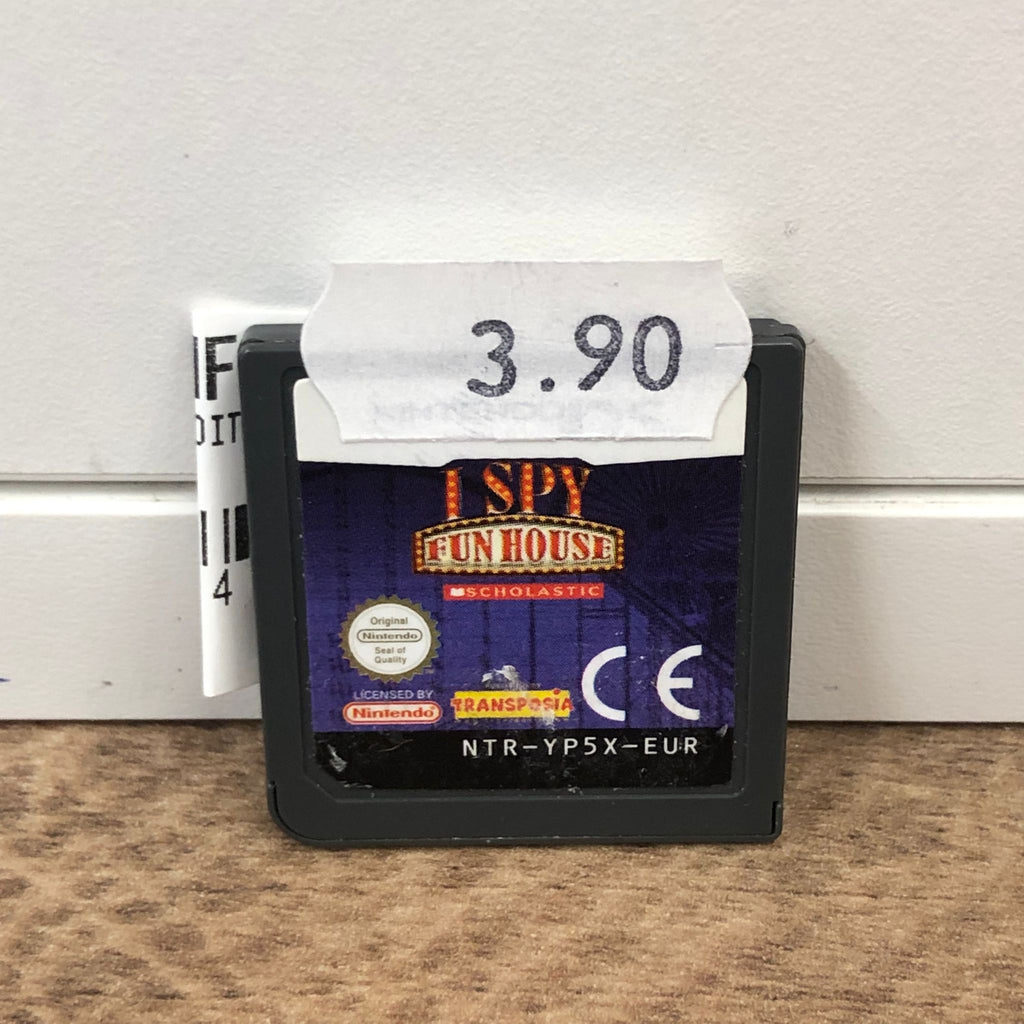 3.90
I SPY
FUN HOUSE
SCHOLASTIC
Original
Nintendo
Seal of
Quality
LICENSED BY
Nintendo
TRANSPOSIA
CE
NTR-YP5X-EUR
4